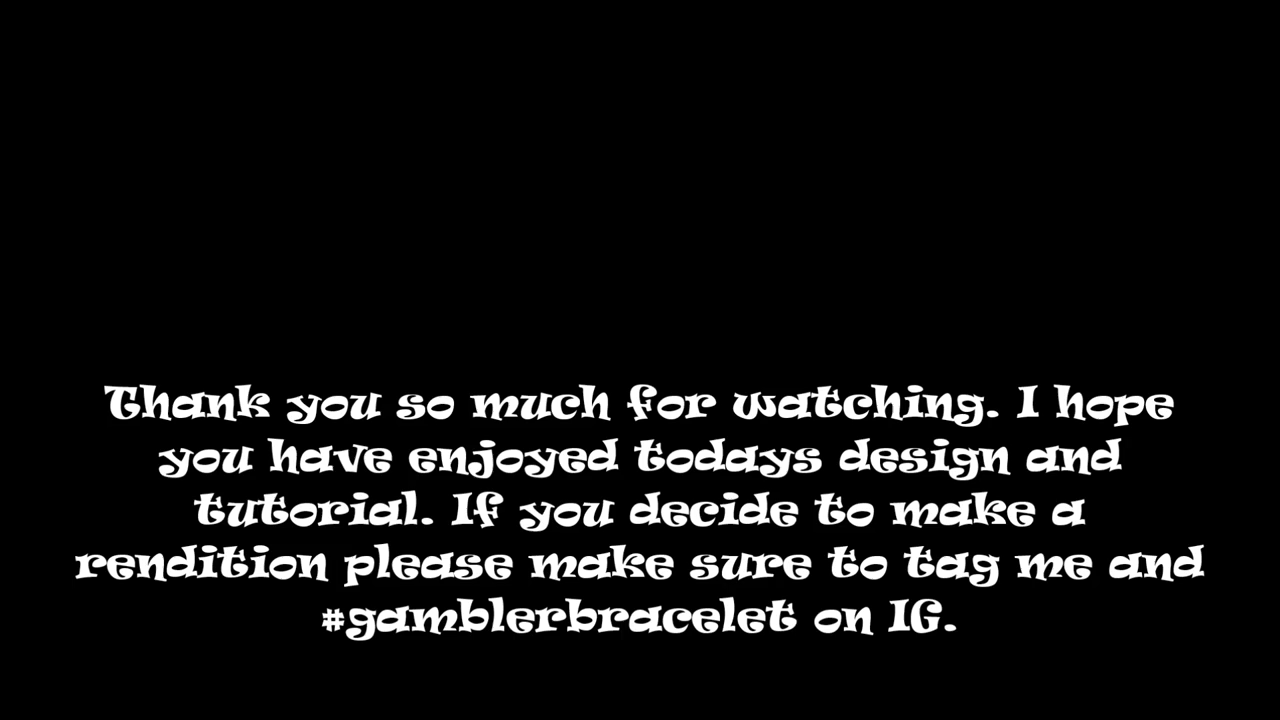 Thank you so much for watching. I hope
you have enjoyed todays design and
tutorial. If you decide to make a
rendition please make sure to tag me and
#gamblerbracelet on IG.